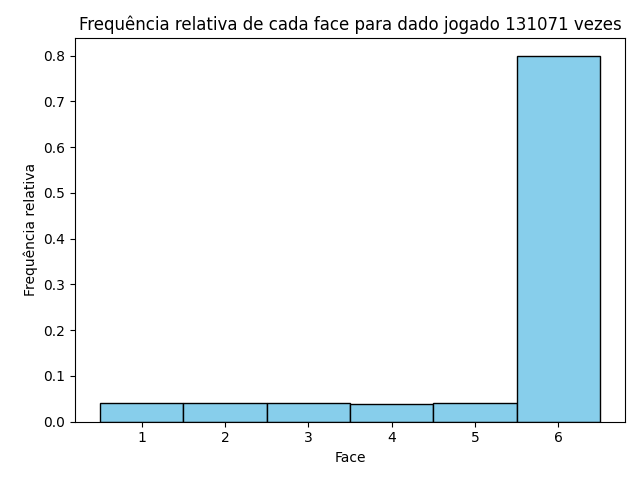 Frequência relativa de cada face para dado jogado 131071 vezes
0.8
0.7
0.6
0.5
0.4
0.3
0.2
0.1
0.0
Frequência relativa
1 2 3 4 5 6
Face